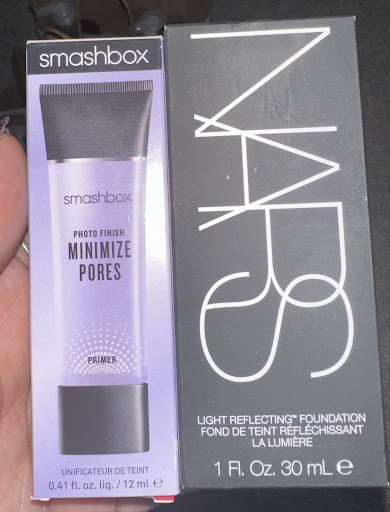 smashbox
smashbox
PHOTO FINISH
MINIMIZE
PORES
PRIMER
UNIFICATEUR DE TEINT
0.41 fl. oz. liq. / 12 ml ℮
NARS
LIGHT REFLECTING™ FOUNDATION
FOND DE TEINT RÉFLÉCHISSANT
LA LUMIÈRE
1 Fl. Oz. 30 mL ℮